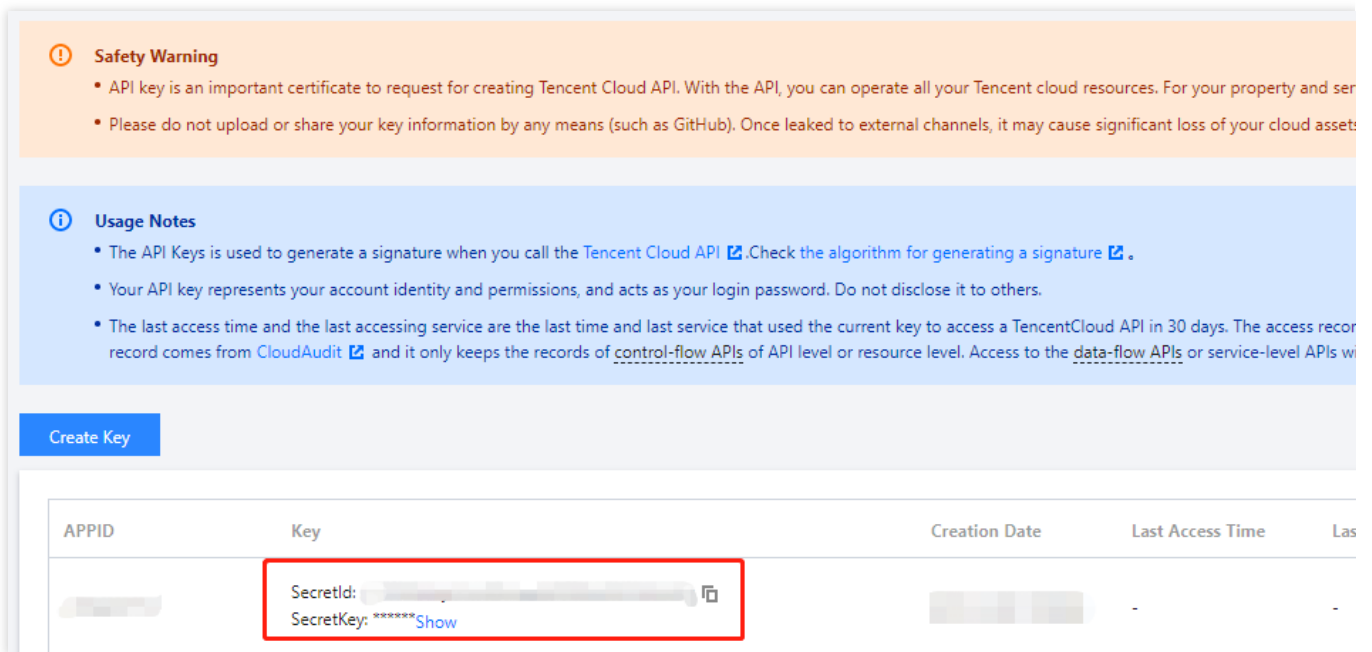 Safety Warning
• API key is an important certificate to request for creating Tencent Cloud API. With the API, you can operate all your Tencent cloud resources. For your property and ser
• Please do not upload or share your key information by any means (such as GitHub). Once leaked to external channels, it may cause significant loss of your cloud assets
Usage Notes
• The API Keys is used to generate a signature when you call the Tencent Cloud API .Check the algorithm for generating a signature 。
• Your API key represents your account identity and permissions, and acts as your login password. Do not disclose it to others.
• The last access time and the last accessing service are the last time and last service that used the current key to access a TencentCloud API in 30 days. The access recor
record comes from CloudAudit and it only keeps the records of control-flow APIs of API level or resource level. Access to the data-flow APIs or service-level APIs wi
Create Key
APPID Key Creation Date Last Access Time Las
SecretId:
SecretKey: ******Show - -